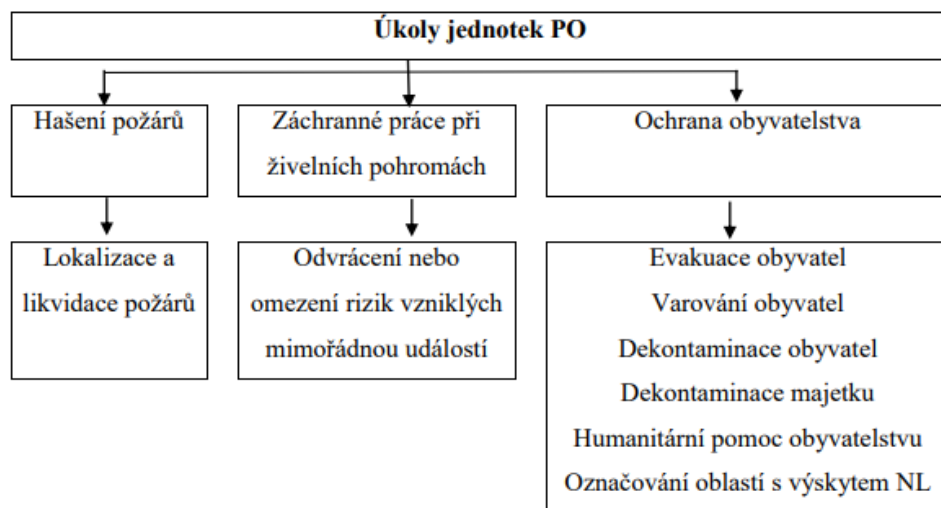 Úkoly jednotek PO
Hašení požárů
Záchranné práce při
živelních pohromách
Ochrana obyvatelstva
Lokalizace a
likvidace požárů
Odvrácení nebo
omezení rizik vzniklých
mimořádnou událostí
Evakuace obyvatel
Varování obyvatel
Dekontaminace obyvatel
Dekontaminace majetku
Humanitární pomoc obyvatelstvu
Označování oblastí s výskytem NL